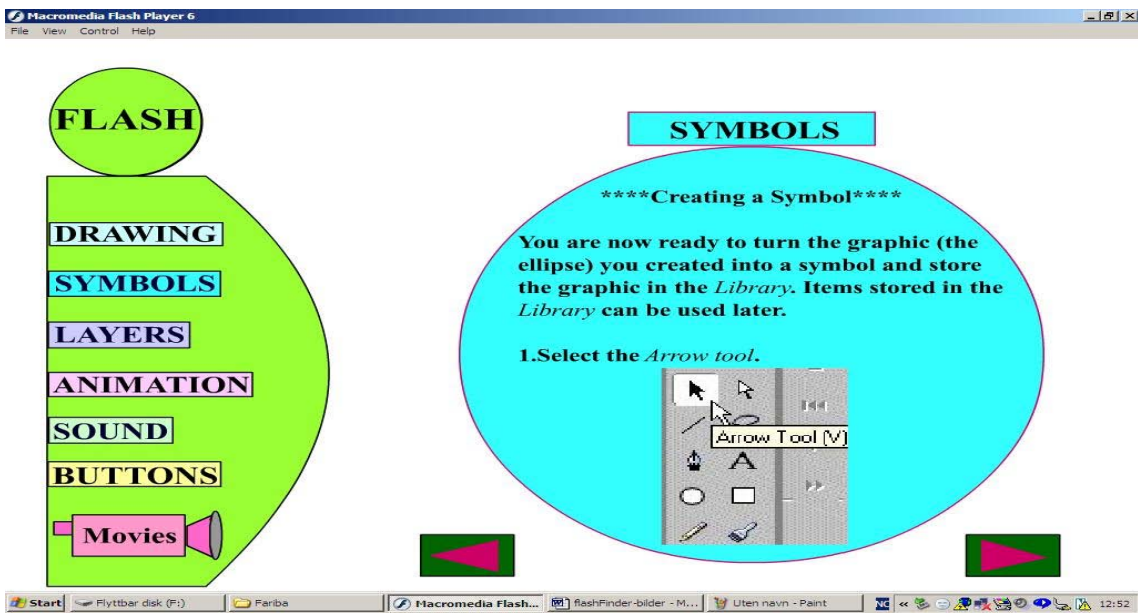 Macromedia Flash Player 6
File View Control Help
FLASH
DRAWING
SYMBOLS
LAYERS
ANIMATION
SOUND
BUTTONS
Movies
SYMBOLS
****Creating a Symbol****
You are now ready to turn the graphic (the
ellipse) you created into a symbol and store
the graphic in the Library. Items stored in the
Library can be used later.
1.Select the Arrow tool.
Arrow Tool (V)
A
Start Flyttbar disk (F:) Fariba Macromedia Flash... flashFinder-bilder - M... Uten navn - Paint 12:52